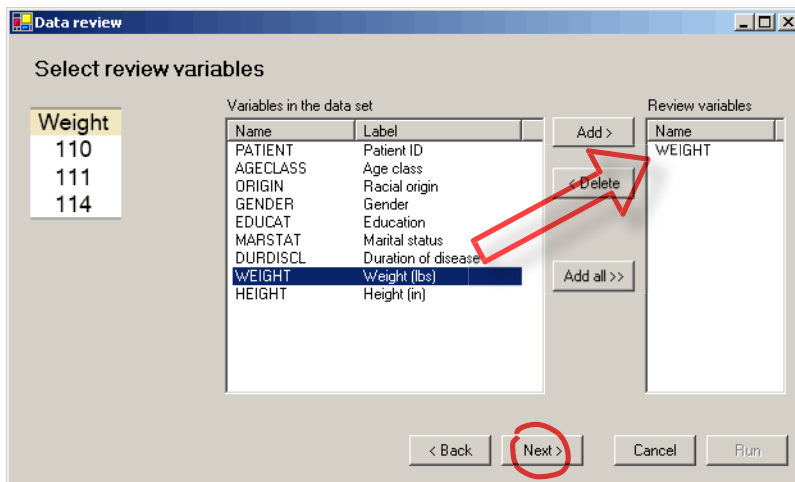 Data review
Select review variables
Weight
110
111
114
Variables in the data set
Name Label
PATIENT Patient ID
AGECLASS Age class
ORIGIN Racial origin
GENDER Gender
EDUCAT Education
MARSTAT Marital status
DURDISCL Duration of disease
WEIGHT Weight (lbs)
HEIGHT Height (in)
Add >
< Delete
Add all >>
Review variables
Name
WEIGHT
< Back Next > Cancel Run